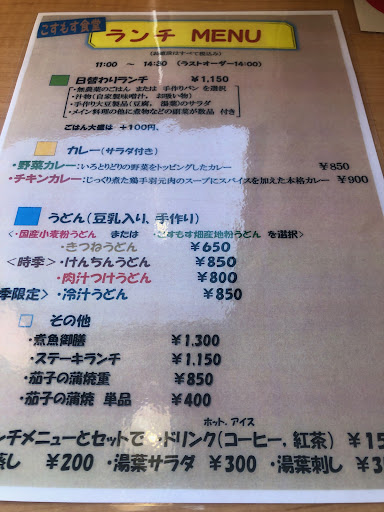 こすもす食堂
ランチ MENU
(お値段はすべて税込み)
11:00 ～ 14:30 (ラストオーダー14:00)
日替わりランチ ￥1,150
・無農薬のごはん または 手作りパン を選択
・汁物(自家製味噌汁, お吸い物)
・手作り大豆製品(豆腐, 湯葉)のサラダ
・メイン料理の他に煮物などの副菜が数品 付き
ごはん大盛は +100円,
カレー(サラダ付き)
・野菜カレー:いろとりどりの野菜をトッピングしたカレー ￥850
・チキンカレー:じっくり煮た鶏手羽元肉のスープにスパイスを加えた本格カレー ￥900
うどん(豆乳入り, 手作り)
<・国産小麦粉うどん または ・こすもす畑産地粉うどん を選択>
・きつねうどん ￥650
<時季>・けんちんうどん ￥850
・肉汁つけうどん ￥800
季限定>・冷汁うどん ￥850
その他
・煮魚御膳 ￥1,300
・ステーキランチ ￥1,150
・茄子の蒲焼重 ￥850
・茄子の蒲焼 単品 ￥400
ホット, アイス
ンチメニューとセットで ・ドリンク(コーヒー, 紅茶) ￥15
蒸し ￥200 ・湯葉サラダ ￥300 ・湯葉刺し ￥3